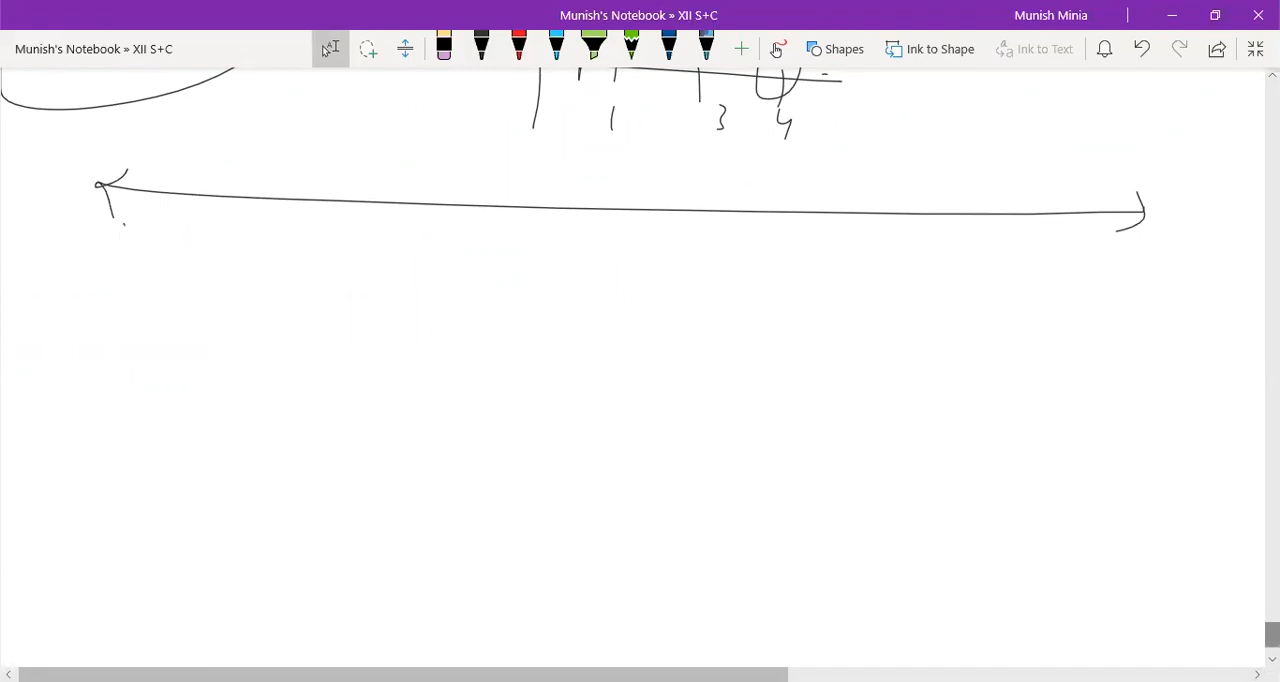 Munish's Notebook » XII S+C
Munish Minia
Munish's Notebook » XII S+C
Shapes
Ink to Shape
Ink to Text
1 3 4